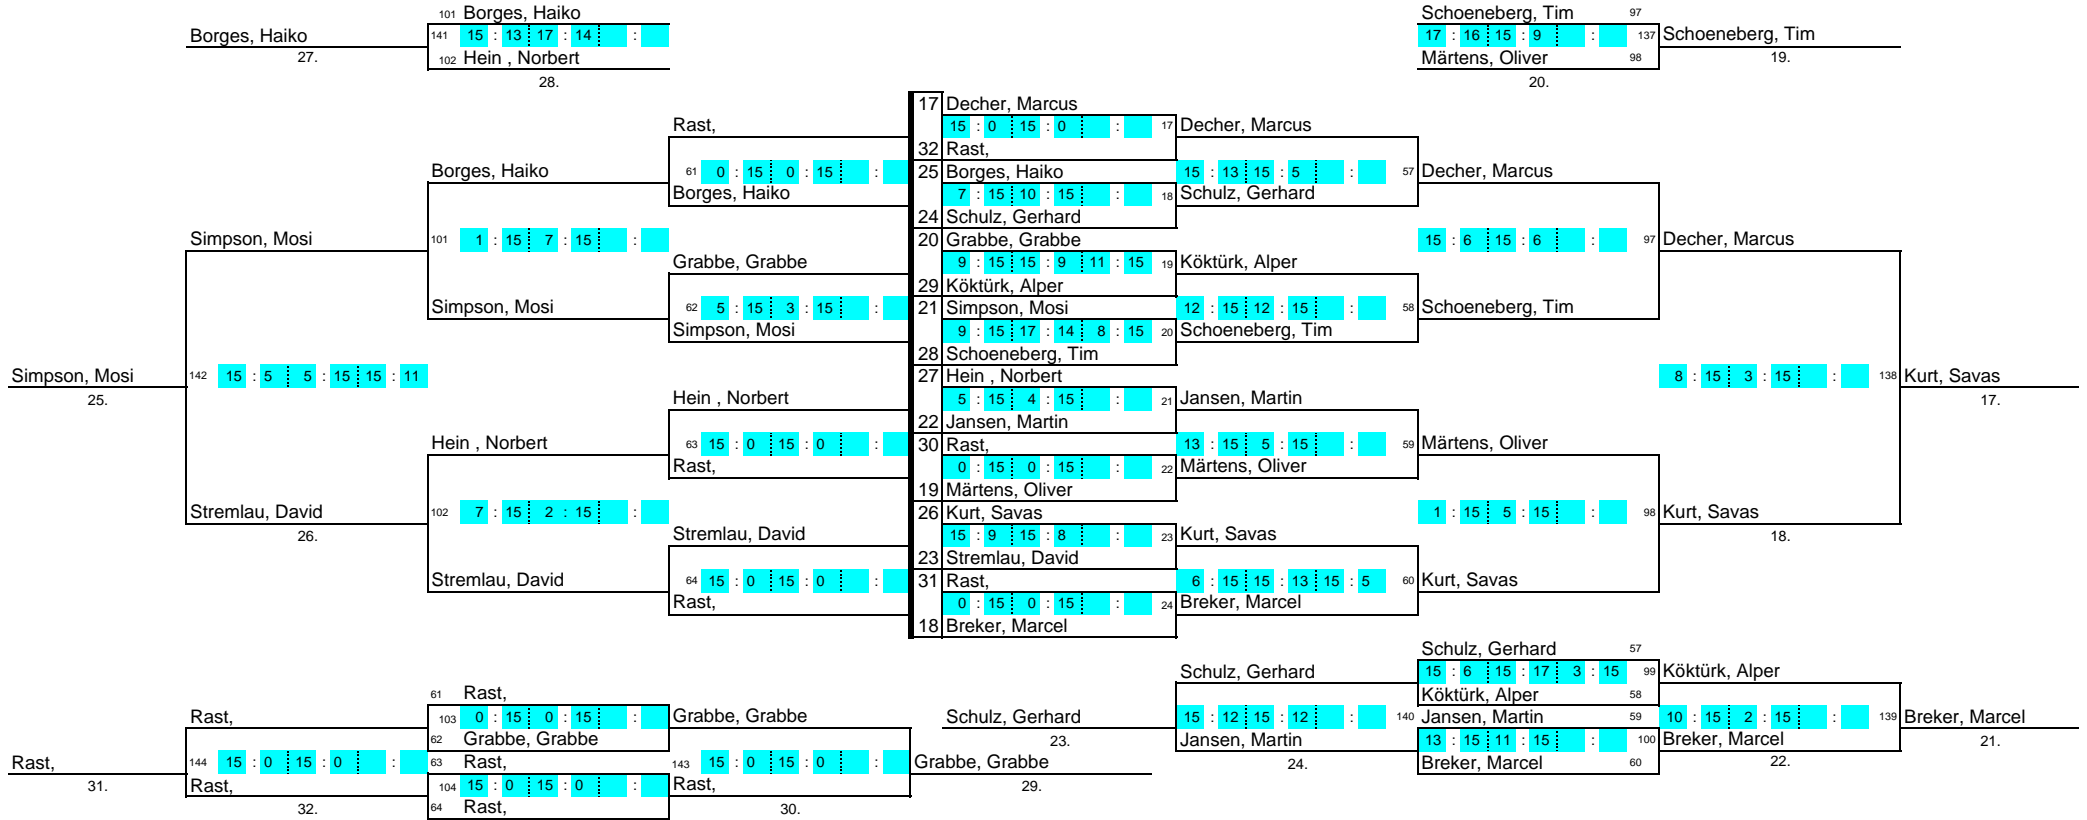 101 Borges, Haiko Schoeneberg, Tim 97
Borges, Haiko 141 15 : 13 17 : 14 : 17 : 16 15 : 9 : 137 Schoeneberg, Tim
27. 102 Hein , Norbert Märtens, Oliver 98 19.
28. 20.
17 Decher, Marcus
Rast, 15 : 0 15 : 0 : 17 Decher, Marcus
32 Rast,
Borges, Haiko 61 0 : 15 0 : 15 : 25 Borges, Haiko 15 : 13 15 : 5 : 57 Decher, Marcus
Borges, Haiko 7 : 15 10 : 15 : 18 Schulz, Gerhard
24 Schulz, Gerhard
Simpson, Mosi 101 1 : 15 7 : 15 : 20 Grabbe, Grabbe 15 : 6 15 : 6 : 97 Decher, Marcus
Grabbe, Grabbe 9 : 15 15 : 9 11 : 15 19 Köktürk, Alper
29 Köktürk, Alper
Simpson, Mosi 62 5 : 15 3 : 15 : 21 Simpson, Mosi 12 : 15 12 : 15 : 58 Schoeneberg, Tim
Simpson, Mosi 9 : 15 17 : 14 8 : 15 20 Schoeneberg, Tim
28 Schoeneberg, Tim
Simpson, Mosi 142 15 : 5 5 : 15 15 : 11 27 Hein , Norbert 8 : 15 3 : 15 : 138 Kurt, Savas
25. Hein , Norbert 5 : 15 4 : 15 : 21 Jansen, Martin 17.
22 Jansen, Martin
Hein , Norbert 63 15 : 0 15 : 0 : 30 Rast, 13 : 15 5 : 15 : 59 Märtens, Oliver
Rast, 0 : 15 0 : 15 : 22 Märtens, Oliver
19 Märtens, Oliver
Stremlau, David 102 7 : 15 2 : 15 : 26 Kurt, Savas 1 : 15 5 : 15 : 98 Kurt, Savas
26. Stremlau, David 15 : 9 15 : 8 : 23 Kurt, Savas 18.
23 Stremlau, David
Stremlau, David 64 15 : 0 15 : 0 : 31 Rast, 6 : 15 15 : 13 15 : 5 60 Kurt, Savas
Rast, 0 : 15 0 : 15 : 24 Breker, Marcel
18 Breker, Marcel
Schulz, Gerhard 57
Schulz, Gerhard 15 : 6 15 : 17 3 : 15 99 Köktürk, Alper
61 Rast, Köktürk, Alper 58
Rast, 103 0 : 15 0 : 15 : Grabbe, Grabbe Schulz, Gerhard 15 : 12 15 : 12 : 140 Jansen, Martin 59 10 : 15 2 : 15 : 139 Breker, Marcel
62 Grabbe, Grabbe 23. Jansen, Martin 13 : 15 11 : 15 : 100 Breker, Marcel 21.
Rast, 144 15 : 0 15 : 0 : 63 Rast, 143 15 : 0 15 : 0 : Grabbe, Grabbe 24. Breker, Marcel 60 22.
31. Rast, 104 15 : 0 15 : 0 : Rast, 29.
32. 64 Rast, 30.